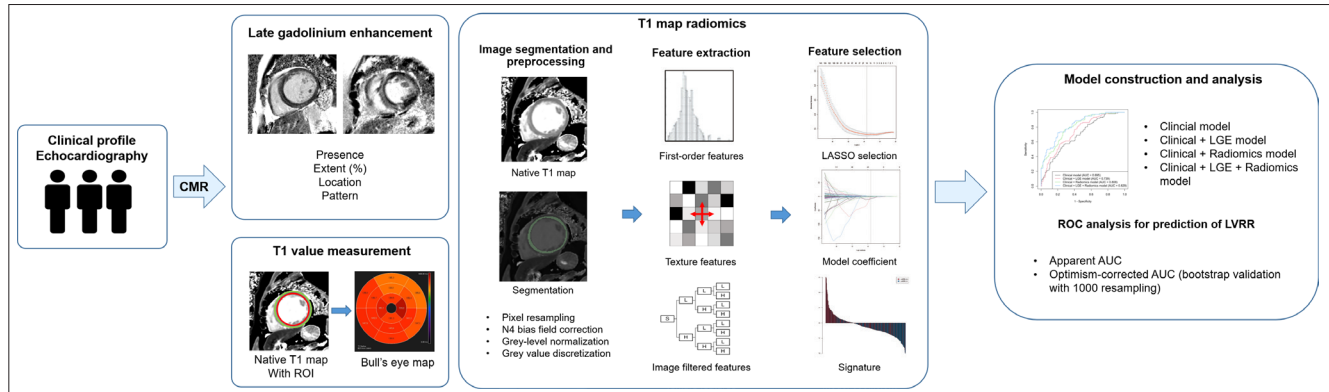 Clinical profile
Echocardiography
CMR
Late gadolinium enhancement
Presence
Extent (%)
Location
Pattern
T1 value measurement
Native T1 map
With ROI
Bull's eye map
T1 map radiomics
Image segmentation and
preprocessing
Native T1 map
Segmentation
• Pixel resampling
• N4 bias field correction
• Grey-level normalization
• Grey value discretization
Feature extraction
First-order features
Texture features
S
L
H
L
H
L
H
L
H
L
H
L
H
L
H
Image filtered features
Feature selection
LASSO selection
Model coefficient
Signature
Model construction and analysis
• Clincial model
• Clinical + LGE model
• Clinical + Radiomics model
• Clinical + LGE + Radiomics
model
1 - Specificity
ROC analysis for prediction of LVRR
• Apparent AUC
• Optimism-corrected AUC (bootstrap validation
with 1000 resampling)